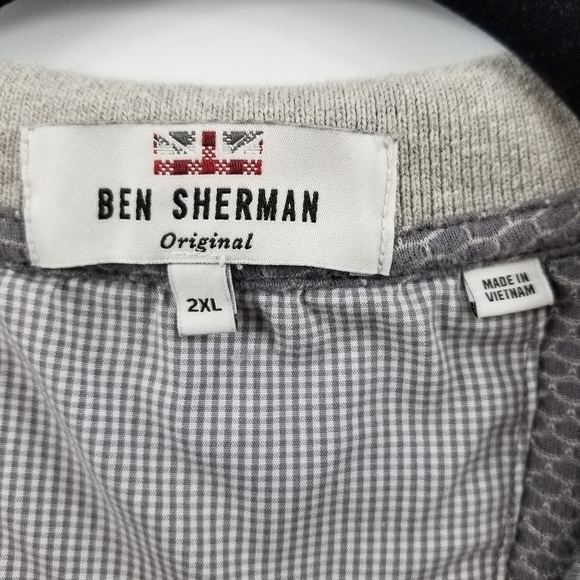 BEN SHERMAN
Original
2XL
MADE IN
VIETNAM